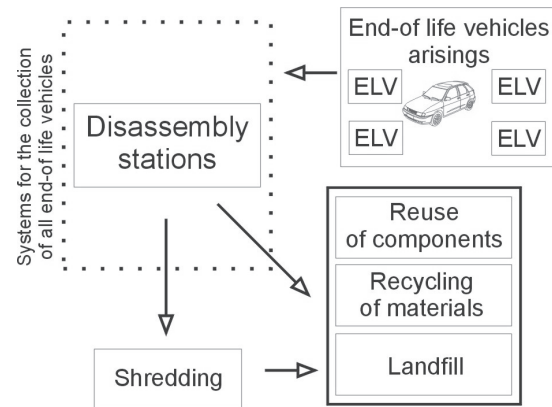 Systems for the collection
of all end-of life vehicles
Disassembly
stations
End-of life vehicles
arisings
ELV
ELV
ELV
ELV
Reuse
of components
Recycling
of materials
Landfill
Shredding